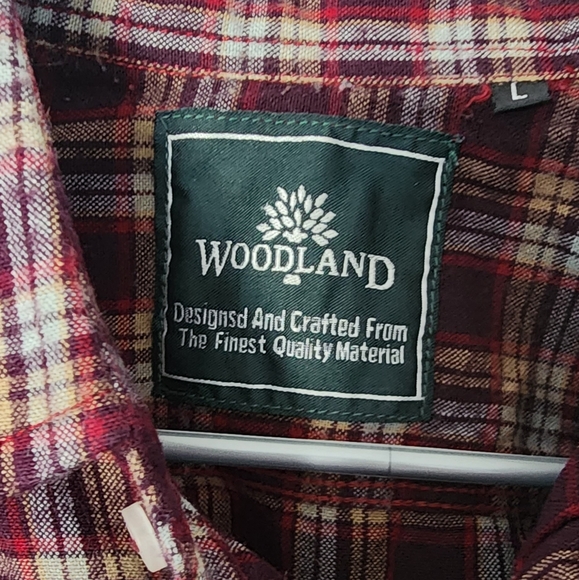 L
WOODLAND
Designsd And Crafted From
The Finest Quality Material